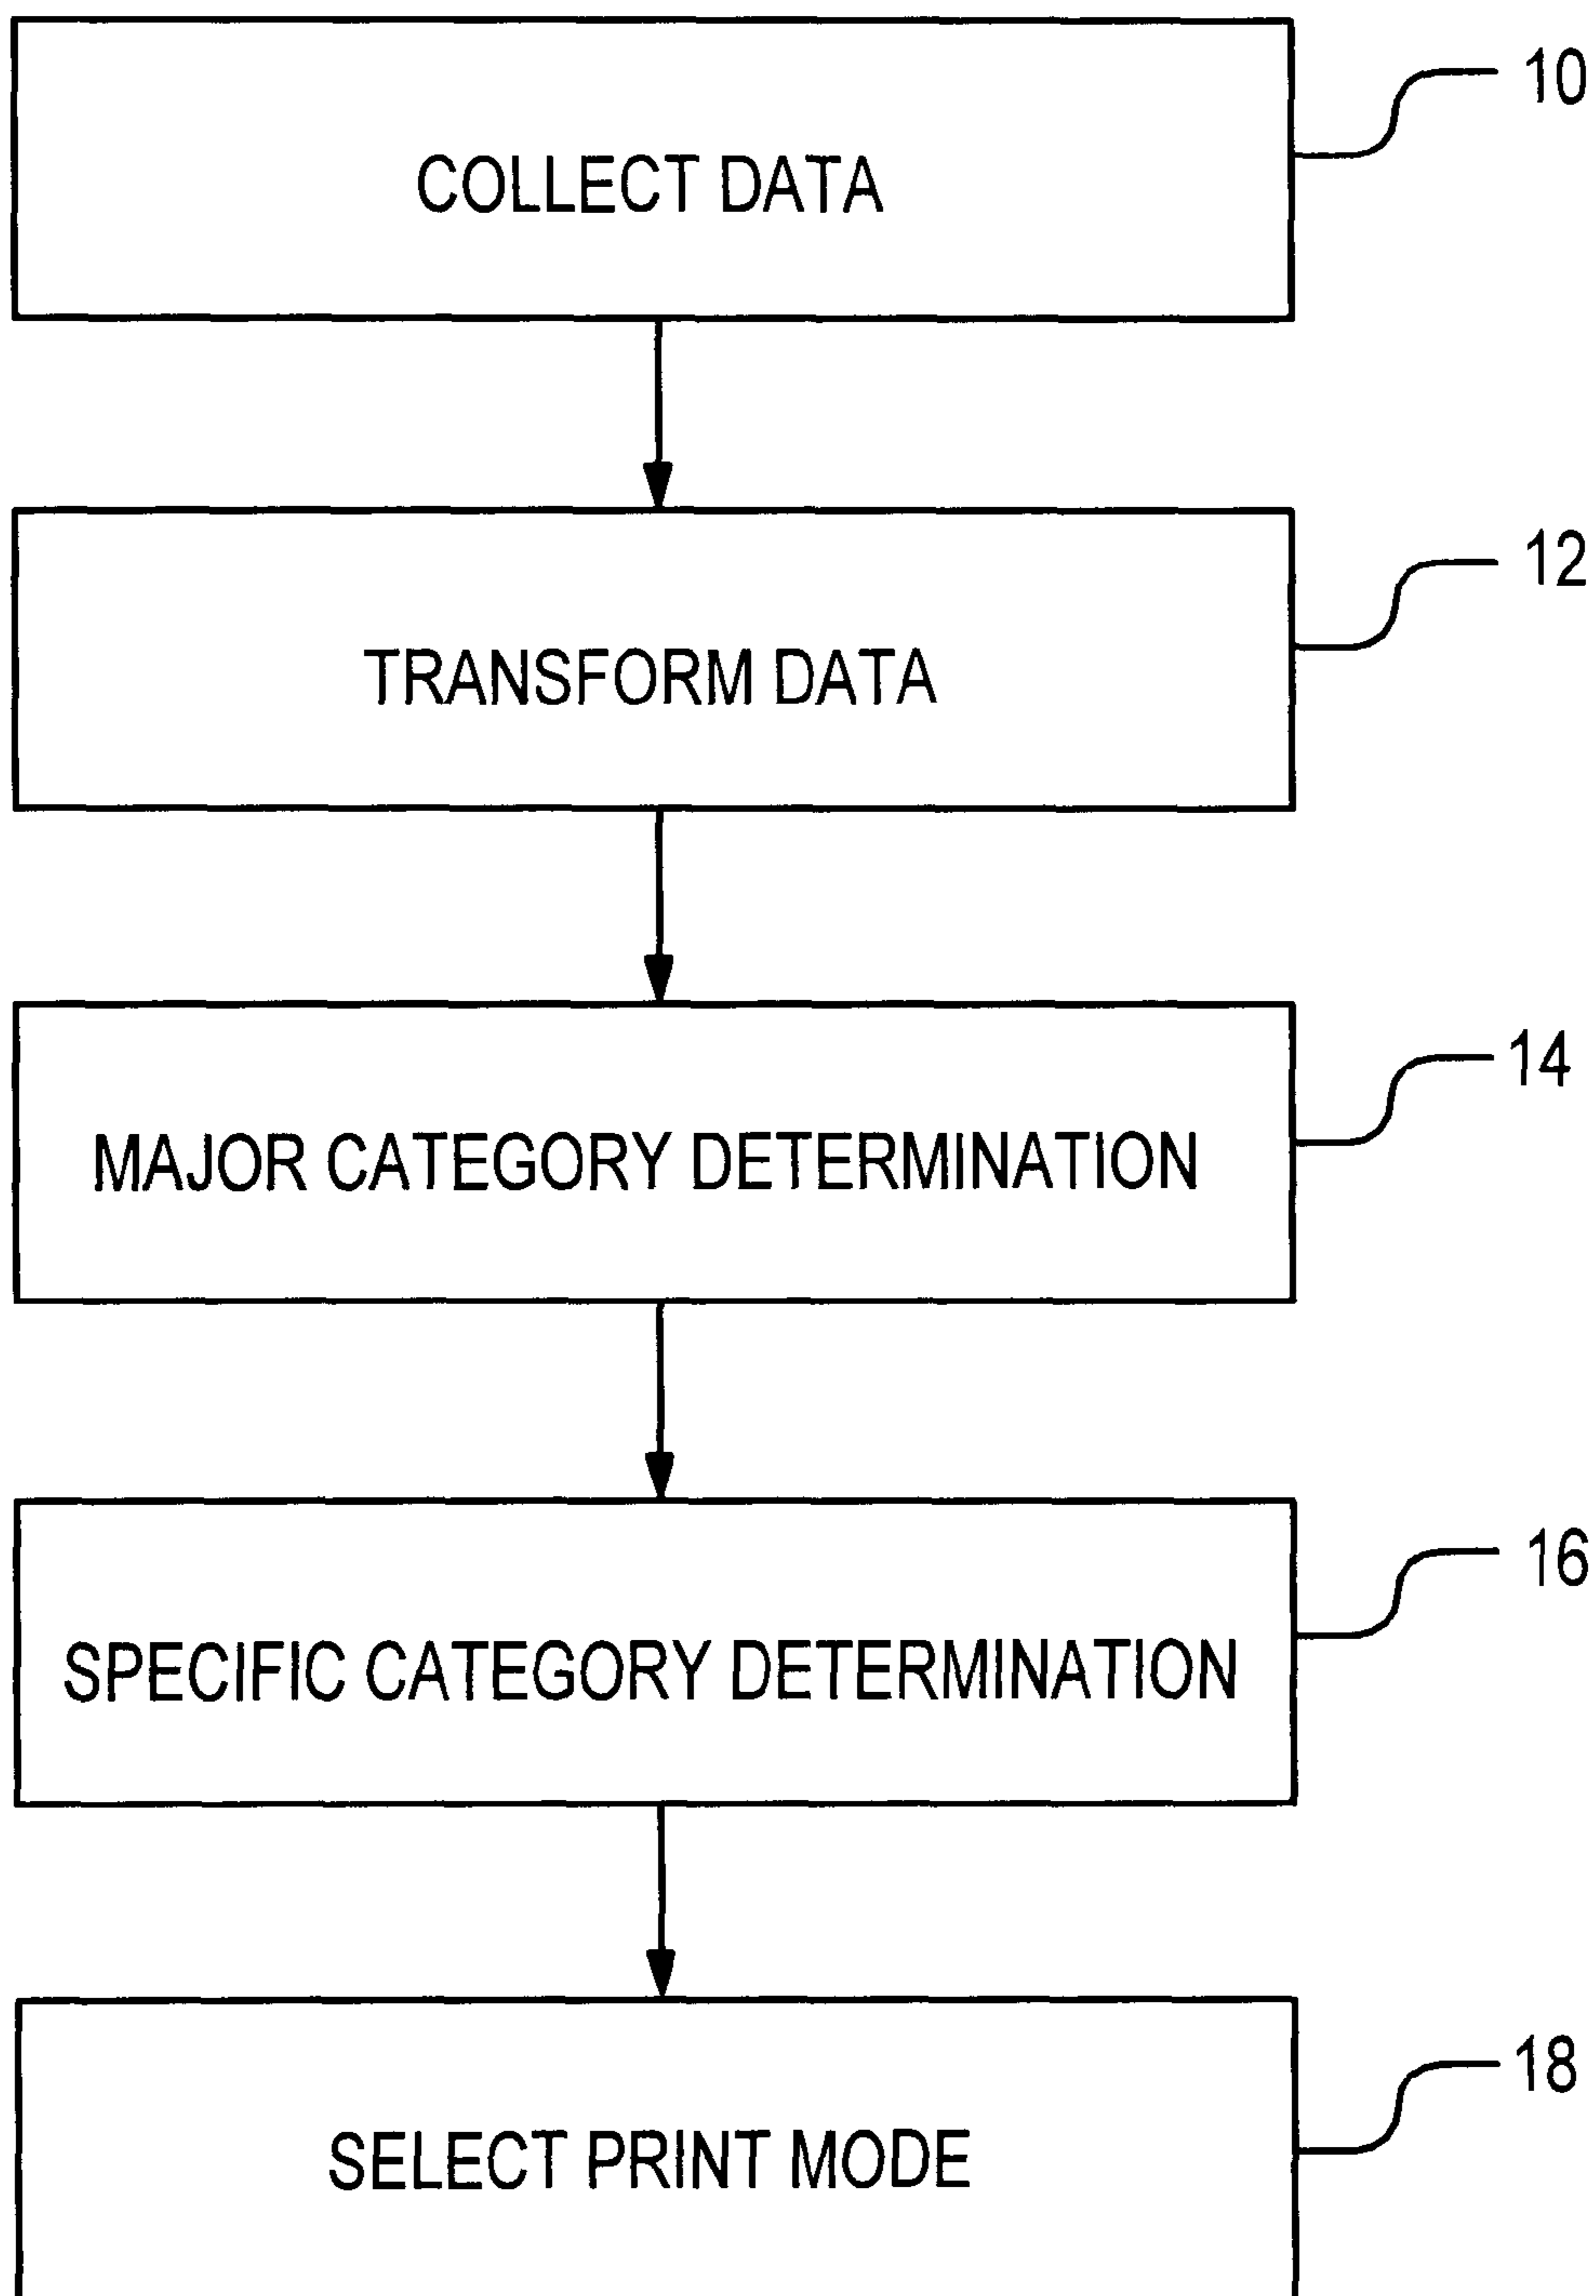 COLLECT DATA
10
TRANSFORM DATA
12
MAJOR CATEGORY DETERMINATION
14
SPECIFIC CATEGORY DETERMINATION
16
SELECT PRINT MODE
18